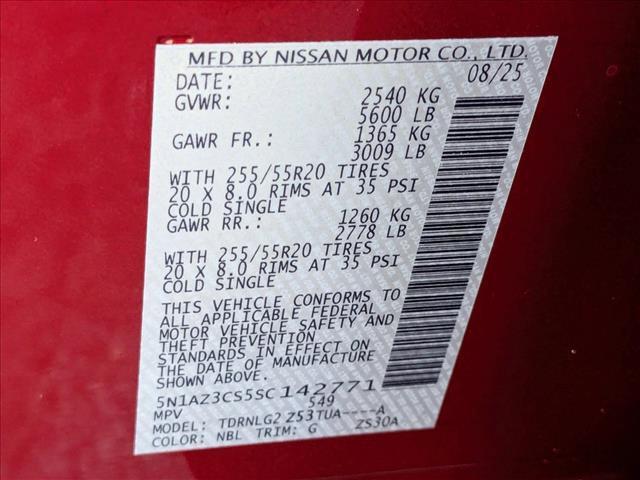 MFD BY NISSAN MOTOR CO., LTD.
DATE: 08/25
GVWR: 2540 KG
5600 LB
GAWR FR.: 1365 KG
3009 LB
WITH 255/55R20 TIRES
20 X 8.0 RIMS AT 35 PSI
COLD SINGLE
GAWR RR.: 1260 KG
2778 LB
WITH 255/55R20 TIRES
20 X 8.0 RIMS AT 35 PSI
COLD SINGLE
THIS VEHICLE CONFORMS TO
ALL APPLICABLE FEDERAL
MOTOR VEHICLE SAFETY AND
THEFT PREVENTION
STANDARDS IN EFFECT ON
THE DATE OF MANUFACTURE
SHOWN ABOVE.
5N1AZ3CS5SC142771
MPV 549
MODEL: TDRNLG2 Z53TUA----A
COLOR: NBL TRIM: G ZS30A